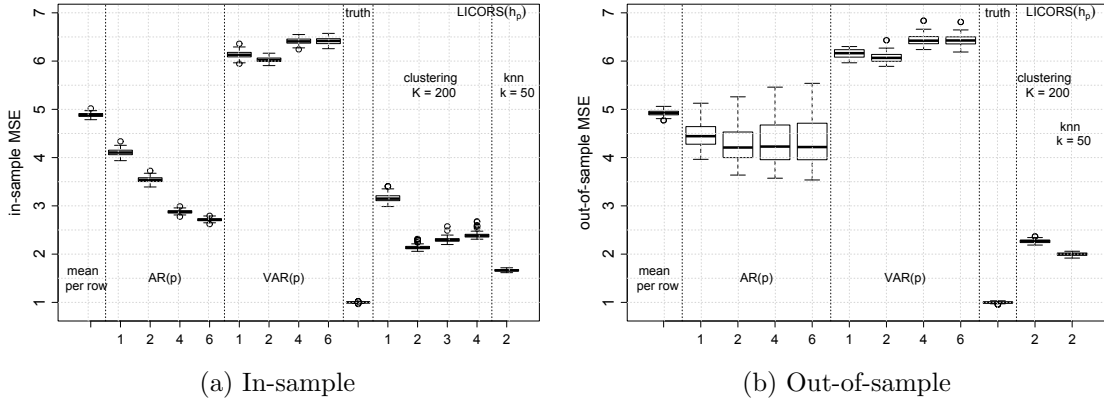 truth
LICORS(hp)
clustering
K = 200
knn
k = 50
in-sample MSE
7
6
5
4
3
2
1
mean
per row
AR(p)
VAR(p)
1 2 4 6 1 2 4 6 1 2 3 4 2
(a) In-sample
truth
LICORS(hp)
clustering
K = 200
knn
k = 50
out-of-sample MSE
7
6
5
4
3
2
1
mean
per row
AR(p)
VAR(p)
1 2 4 6 1 2 4 6 2 2
(b) Out-of-sample